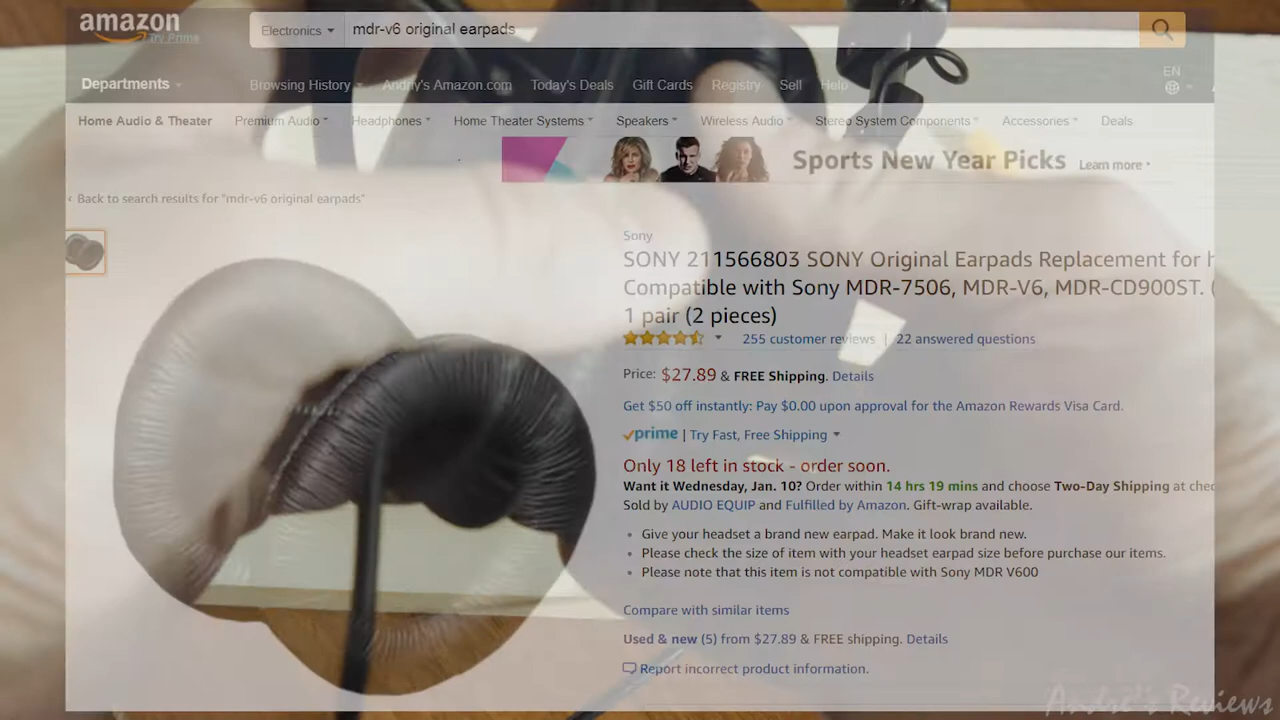 amazon
Try Prime
Electronics
mdr-v6 original earpads
EN
Departments
Browsing History
Andriy's Amazon.com
Today's Deals
Gift Cards
Registry
Sell
Help
Home Audio & Theater
Premium Audio
Headphones
Home Theater Systems
Speakers
Wireless Audio
Stereo System Components
Accessories
Deals
Sports New Year Picks Learn more
‹ Back to search results for "mdr-v6 original earpads"
Sony
SONY 211566803 SONY Original Earpads Replacement for
Compatible with Sony MDR-7506, MDR-V6, MDR-CD900ST. (
1 pair (2 pieces)
255 customer reviews | 22 answered questions
Price: $27.89 & FREE Shipping. Details
Get $50 off instantly: Pay $0.00 upon approval for the Amazon Rewards Visa Card.
prime | Try Fast, Free Shipping
Only 18 left in stock - order soon.
Want it Wednesday, Jan. 10? Order within 14 hrs 19 mins and choose Two-Day Shipping at
Sold by AUDIO EQUIP and Fulfilled by Amazon. Gift-wrap available.
• Give your headset a brand new earpad. Make it look brand new.
• Please check the size of item with your headset earpad size before purchase our items.
• Please note that this item is not compatible with Sony MDR V600
Compare with similar items
Used & new (5) from $27.89 & FREE shipping. Details
Report incorrect product information.
Andre's Reviews